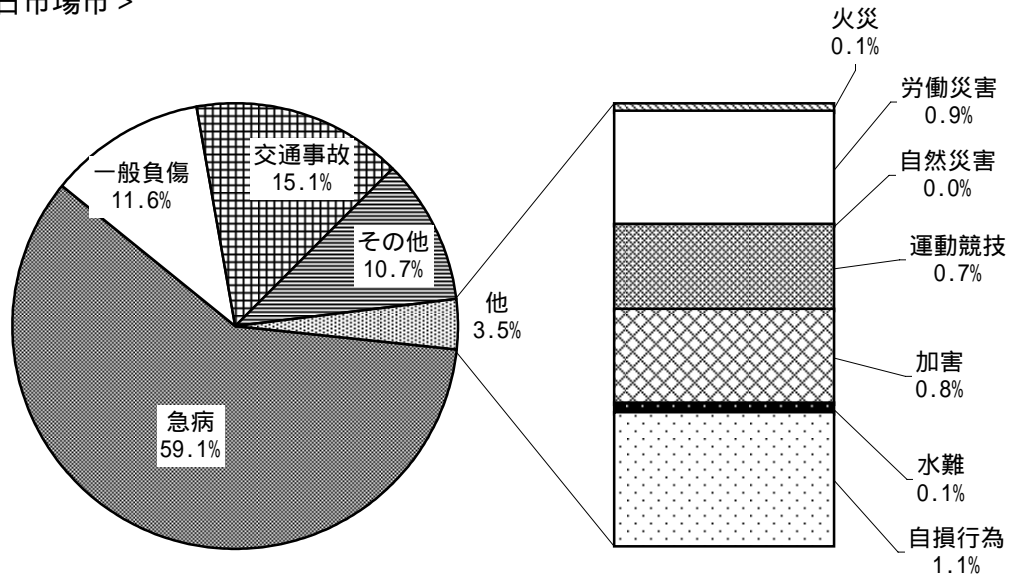 日市場市 >
一般負傷
11.6%
交通事故
15.1%
その他
10.7%
他
3.5%
急病
59.1%
火災
0.1%
労働災害
0.9%
自然災害
0.0%
運動競技
0.7%
加害
0.8%
水難
0.1%
自損行為
1.1%